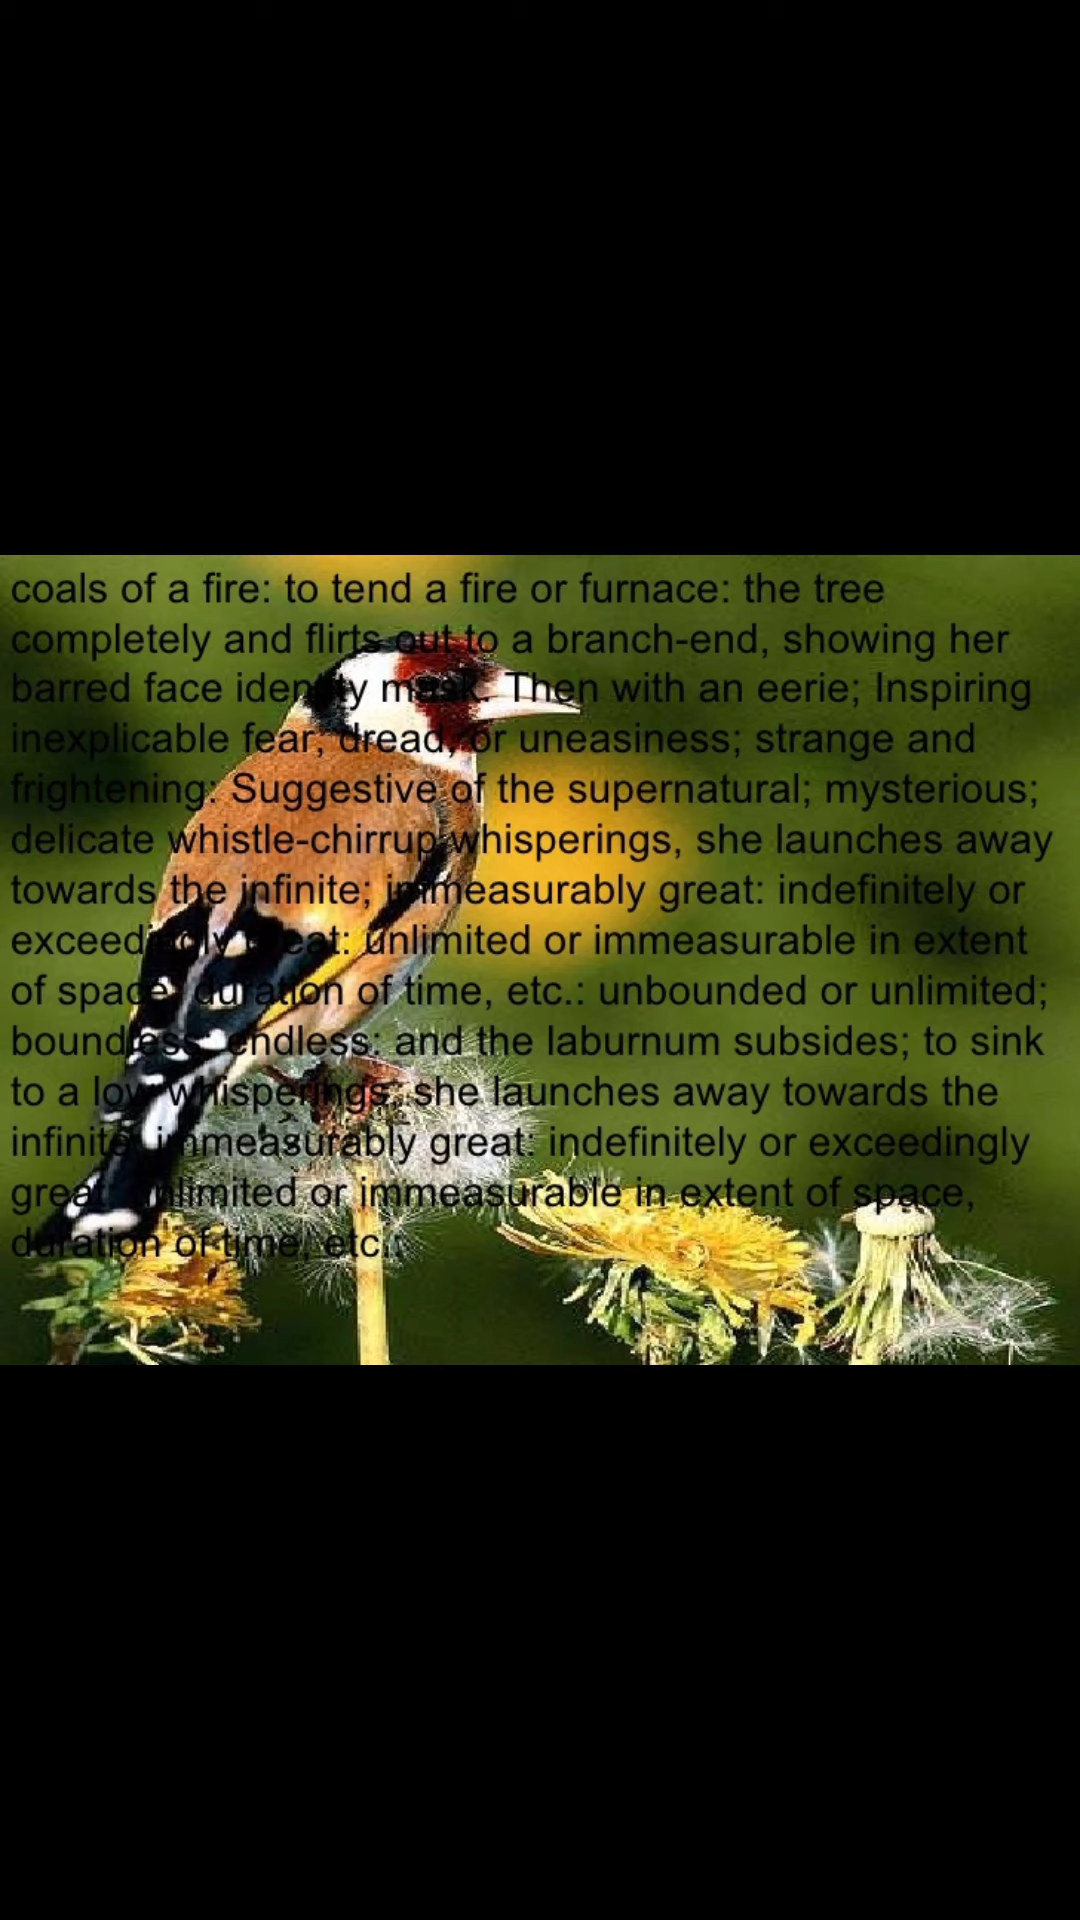 coals of a fire: to tend a fire or furnace: the tree
completely and flirts out to a branch-end, showing her
barred face identity mask. Then with an eerie; Inspiring
inexplicable fear, dread, or uneasiness; strange and
frightening. Suggestive of the supernatural; mysterious;
delicate whistle-chirrup whisperings, she launches away
towards the infinite; immeasurably great: indefinitely or
exceedingly great: unlimited or immeasurable in extent
of space, duration of time, etc.: unbounded or unlimited;
boundless; endless: and the laburnum subsides; to sink
to a low whisperings, she launches away towards the
infinite immeasurably great: indefinitely or exceedingly
great: unlimited or immeasurable in extent of space,
duration of time, etc.: